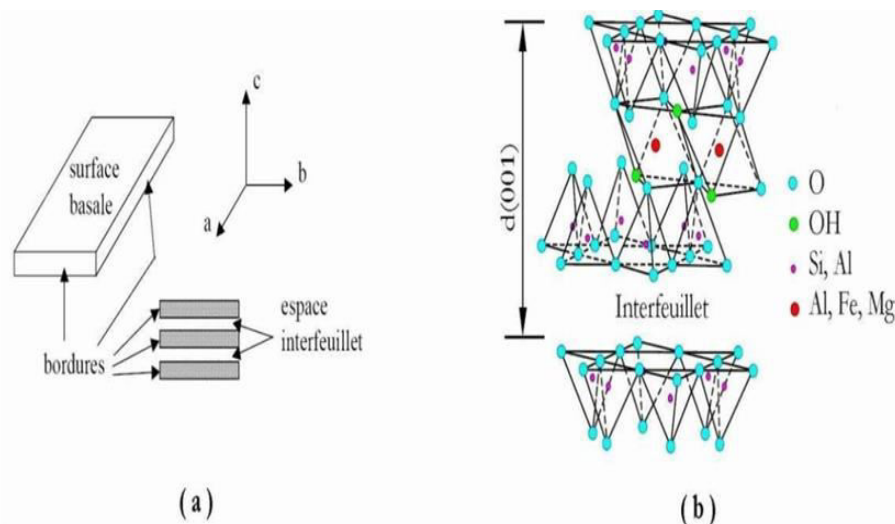 surface
basale
c
b
a
espace
interfeuillet
bordures
( a )
d(001)
Interfeuillet
O
OH
Si, Al
Al, Fe, Mg
( b )